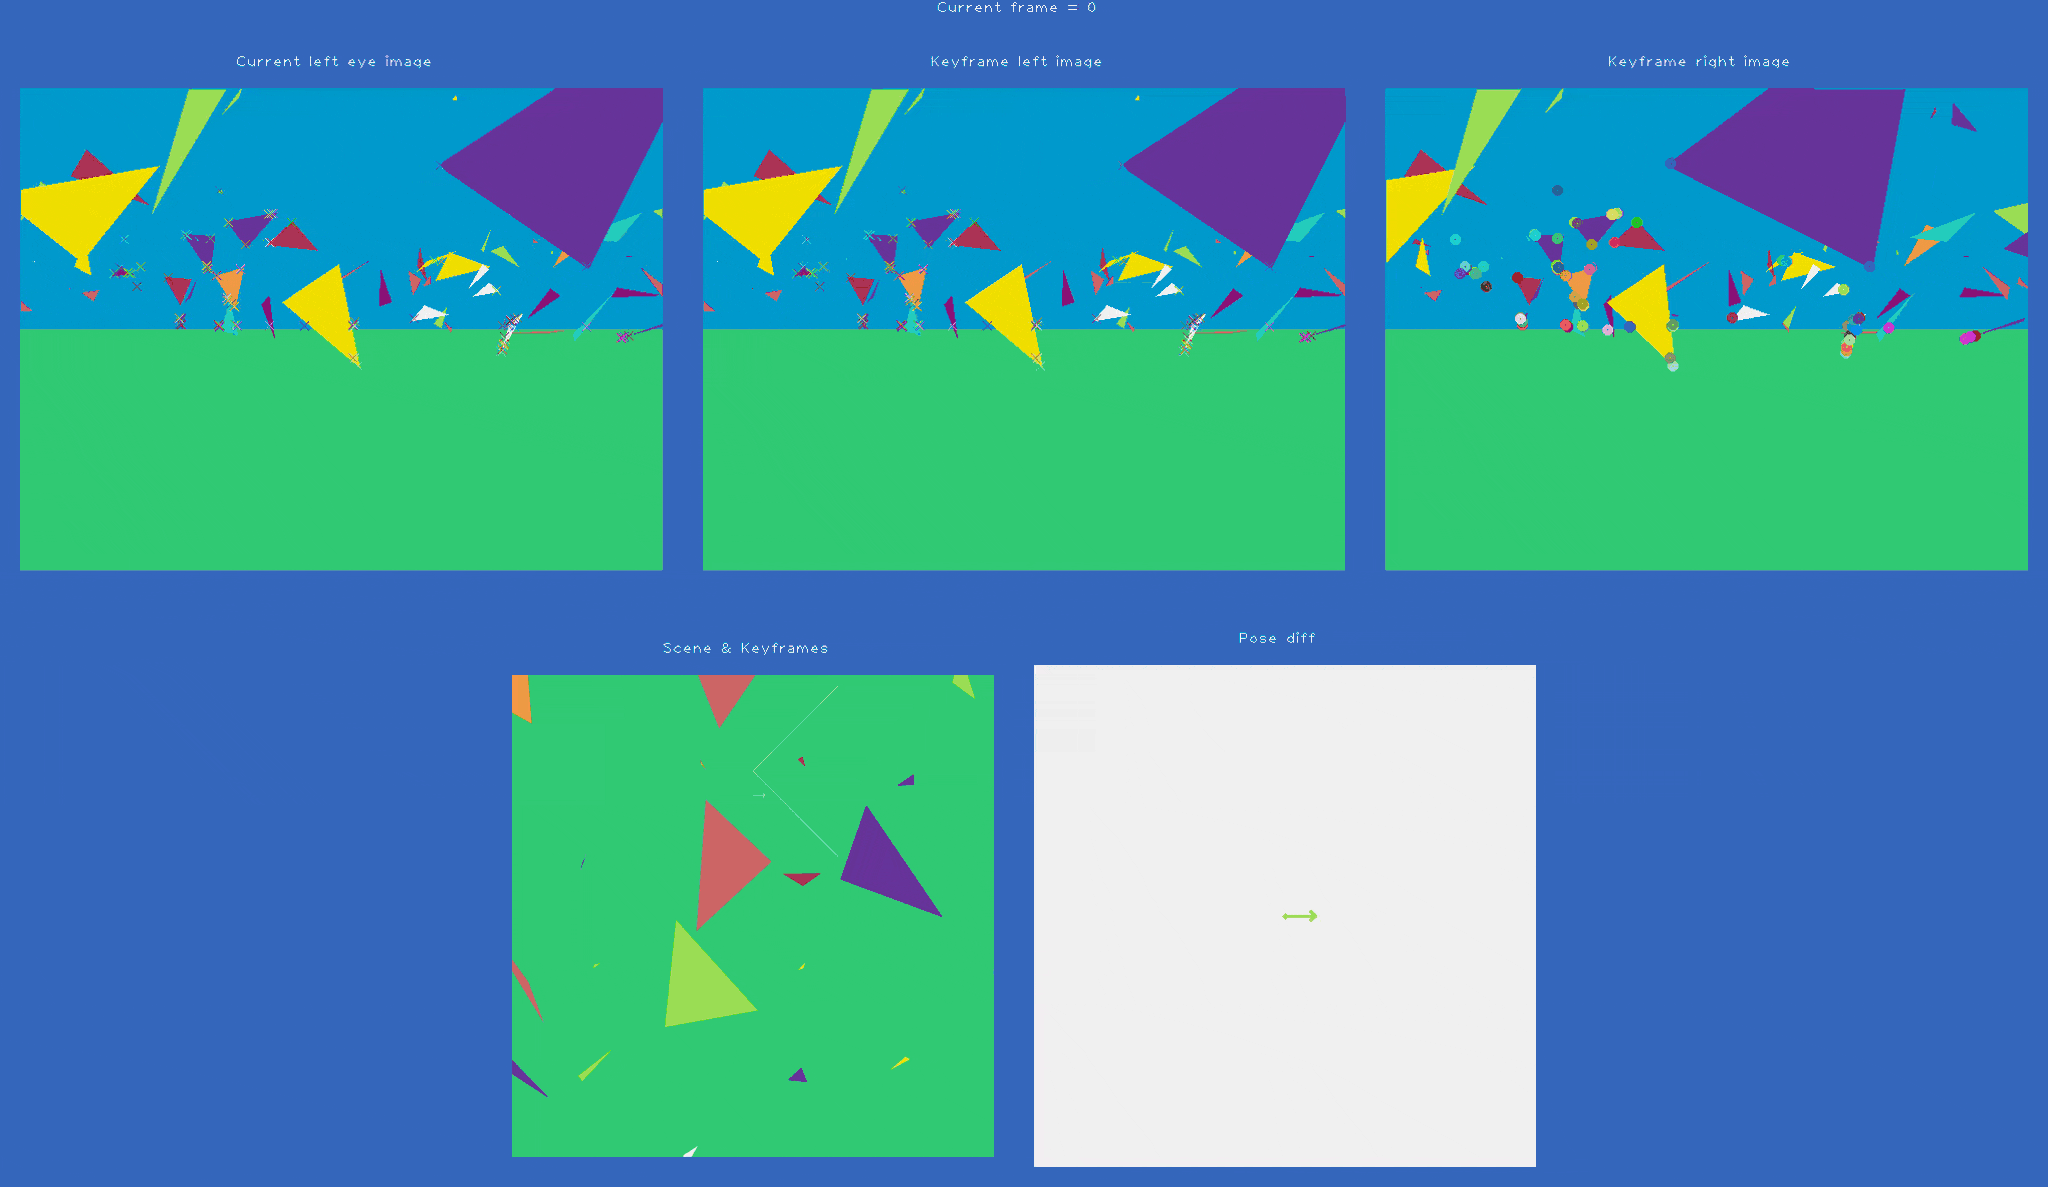 Current frame = 0
Current left eye image
Keyframe left image
Keyframe right image
Scene & Keyframes
Pose diff